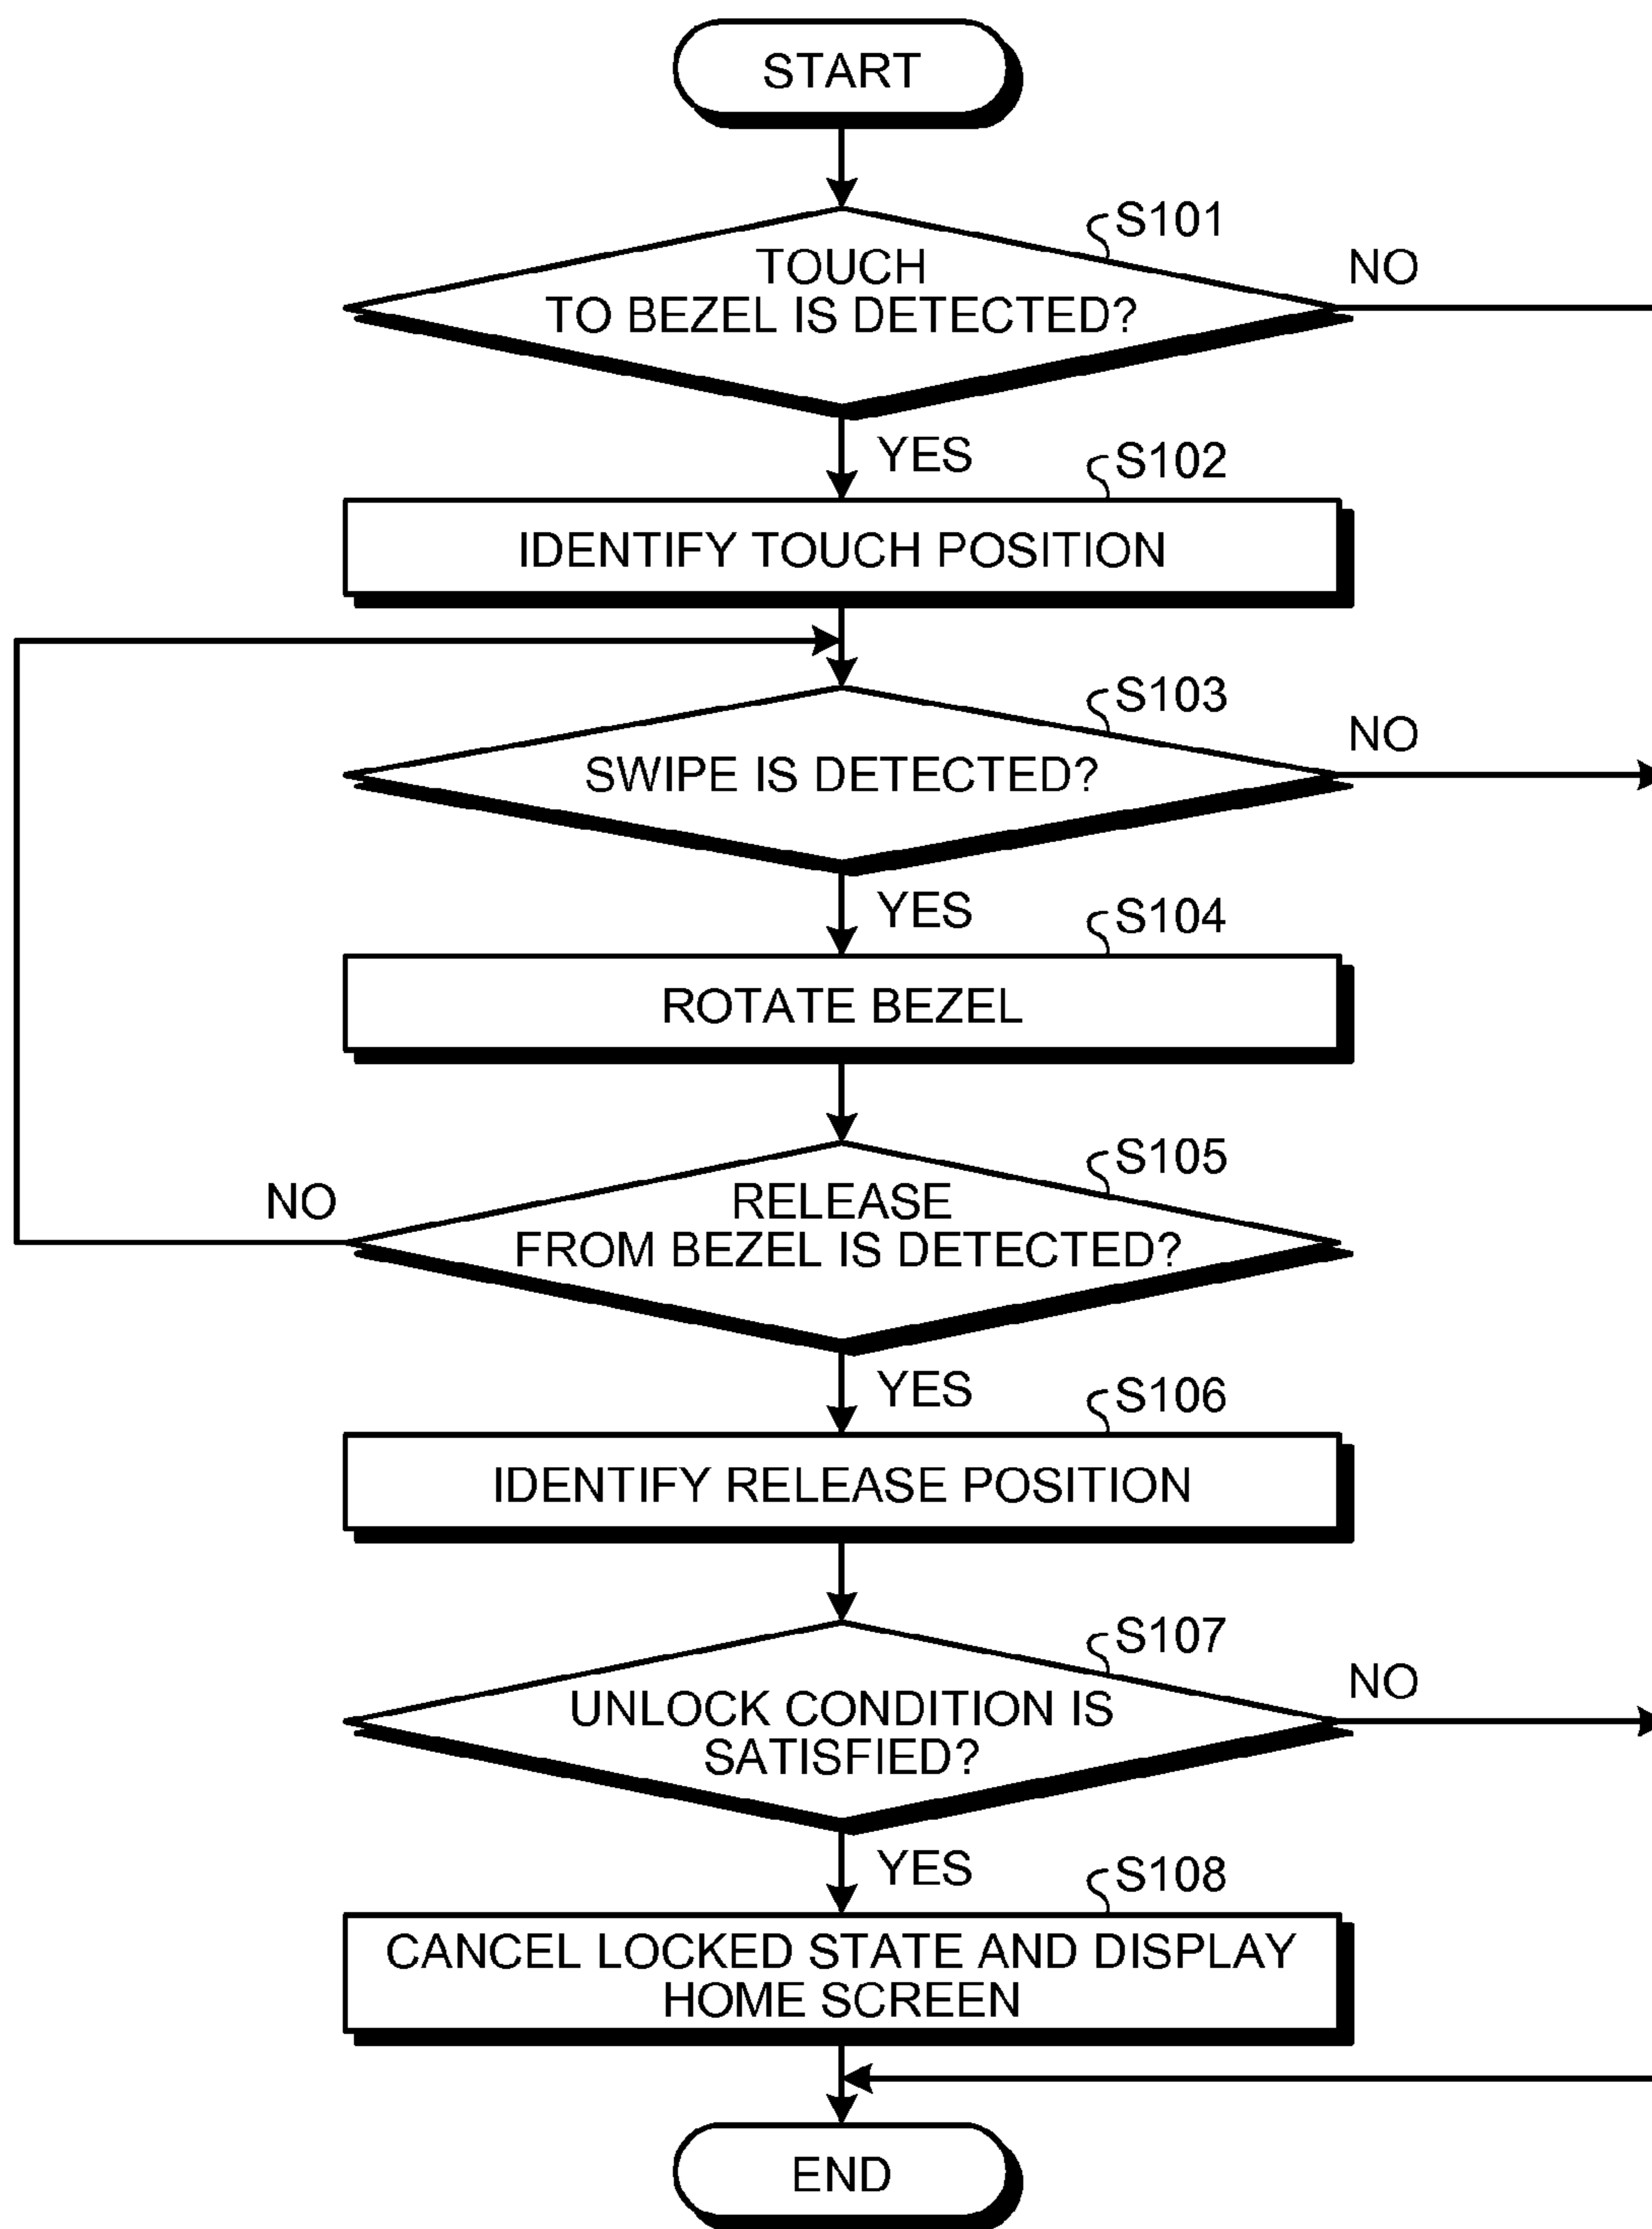 START
S101
TOUCH
TO BEZEL IS DETECTED?
NO
YES
S102
IDENTIFY TOUCH POSITION
S103
SWIPE IS DETECTED?
NO
YES
S104
ROTATE BEZEL
S105
RELEASE
FROM BEZEL IS DETECTED?
NO
YES
S106
IDENTIFY RELEASE POSITION
S107
UNLOCK CONDITION IS
SATISFIED?
NO
YES
S108
CANCEL LOCKED STATE AND DISPLAY
HOME SCREEN
END